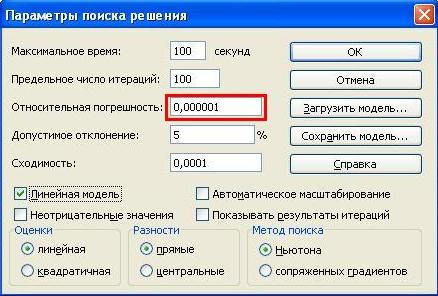 Параметры поиска решения
Максимальное время: 100 секунд ОК
Предельное число итераций: 100 Отмена
Относительная погрешность: 0,000001 Загрузить модель...
Допустимое отклонение: 5 % Сохранить модель...
Сходимость: 0,0001 Справка
Линейная модель Автоматическое масштабирование
Неотрицательные значения Показывать результаты итераций
Оценки Разности Метод поиска
линейная прямые Ньютона
квадратичная центральные сопряженных градиентов